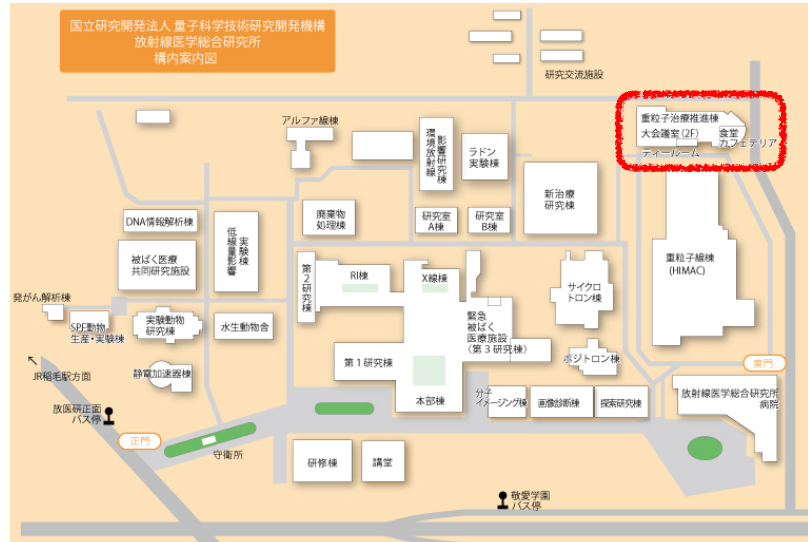 国立研究開発法人 量子科学技術研究開発機構
放射線医学総合研究所
構内案内図
研究交流施設
重粒子治療推進棟
大会議室(2F)
食堂
カフェテリア
ティールーム
アルファ線棟
環境放射線
影響研究棟
ラドン
実験棟
新治療
研究棟
廃棄物
処理棟
研究室
A棟
研究室
B棟
DNA情報解析棟
低線量影響
実験棟
被ばく医療
共同研究施設
重粒子線棟
(HIMAC)
第2研究棟
RI棟
X線棟
サイクロ
トロン棟
発がん解析棟
SPF動物
生産・実験棟
実験動物
研究棟
水生動物舎
緊急
被ばく
医療施設
(第3研究棟)
ポジトロン棟
東門
JR稲毛駅方面
静電加速器棟
第1研究棟
本部棟
分子
イメージング棟
画像診断棟
探索研究棟
放射線医学総合研究所
病院
放医研正面
バス停
正門
守衛所
研修棟
講堂
敬愛学園
バス停